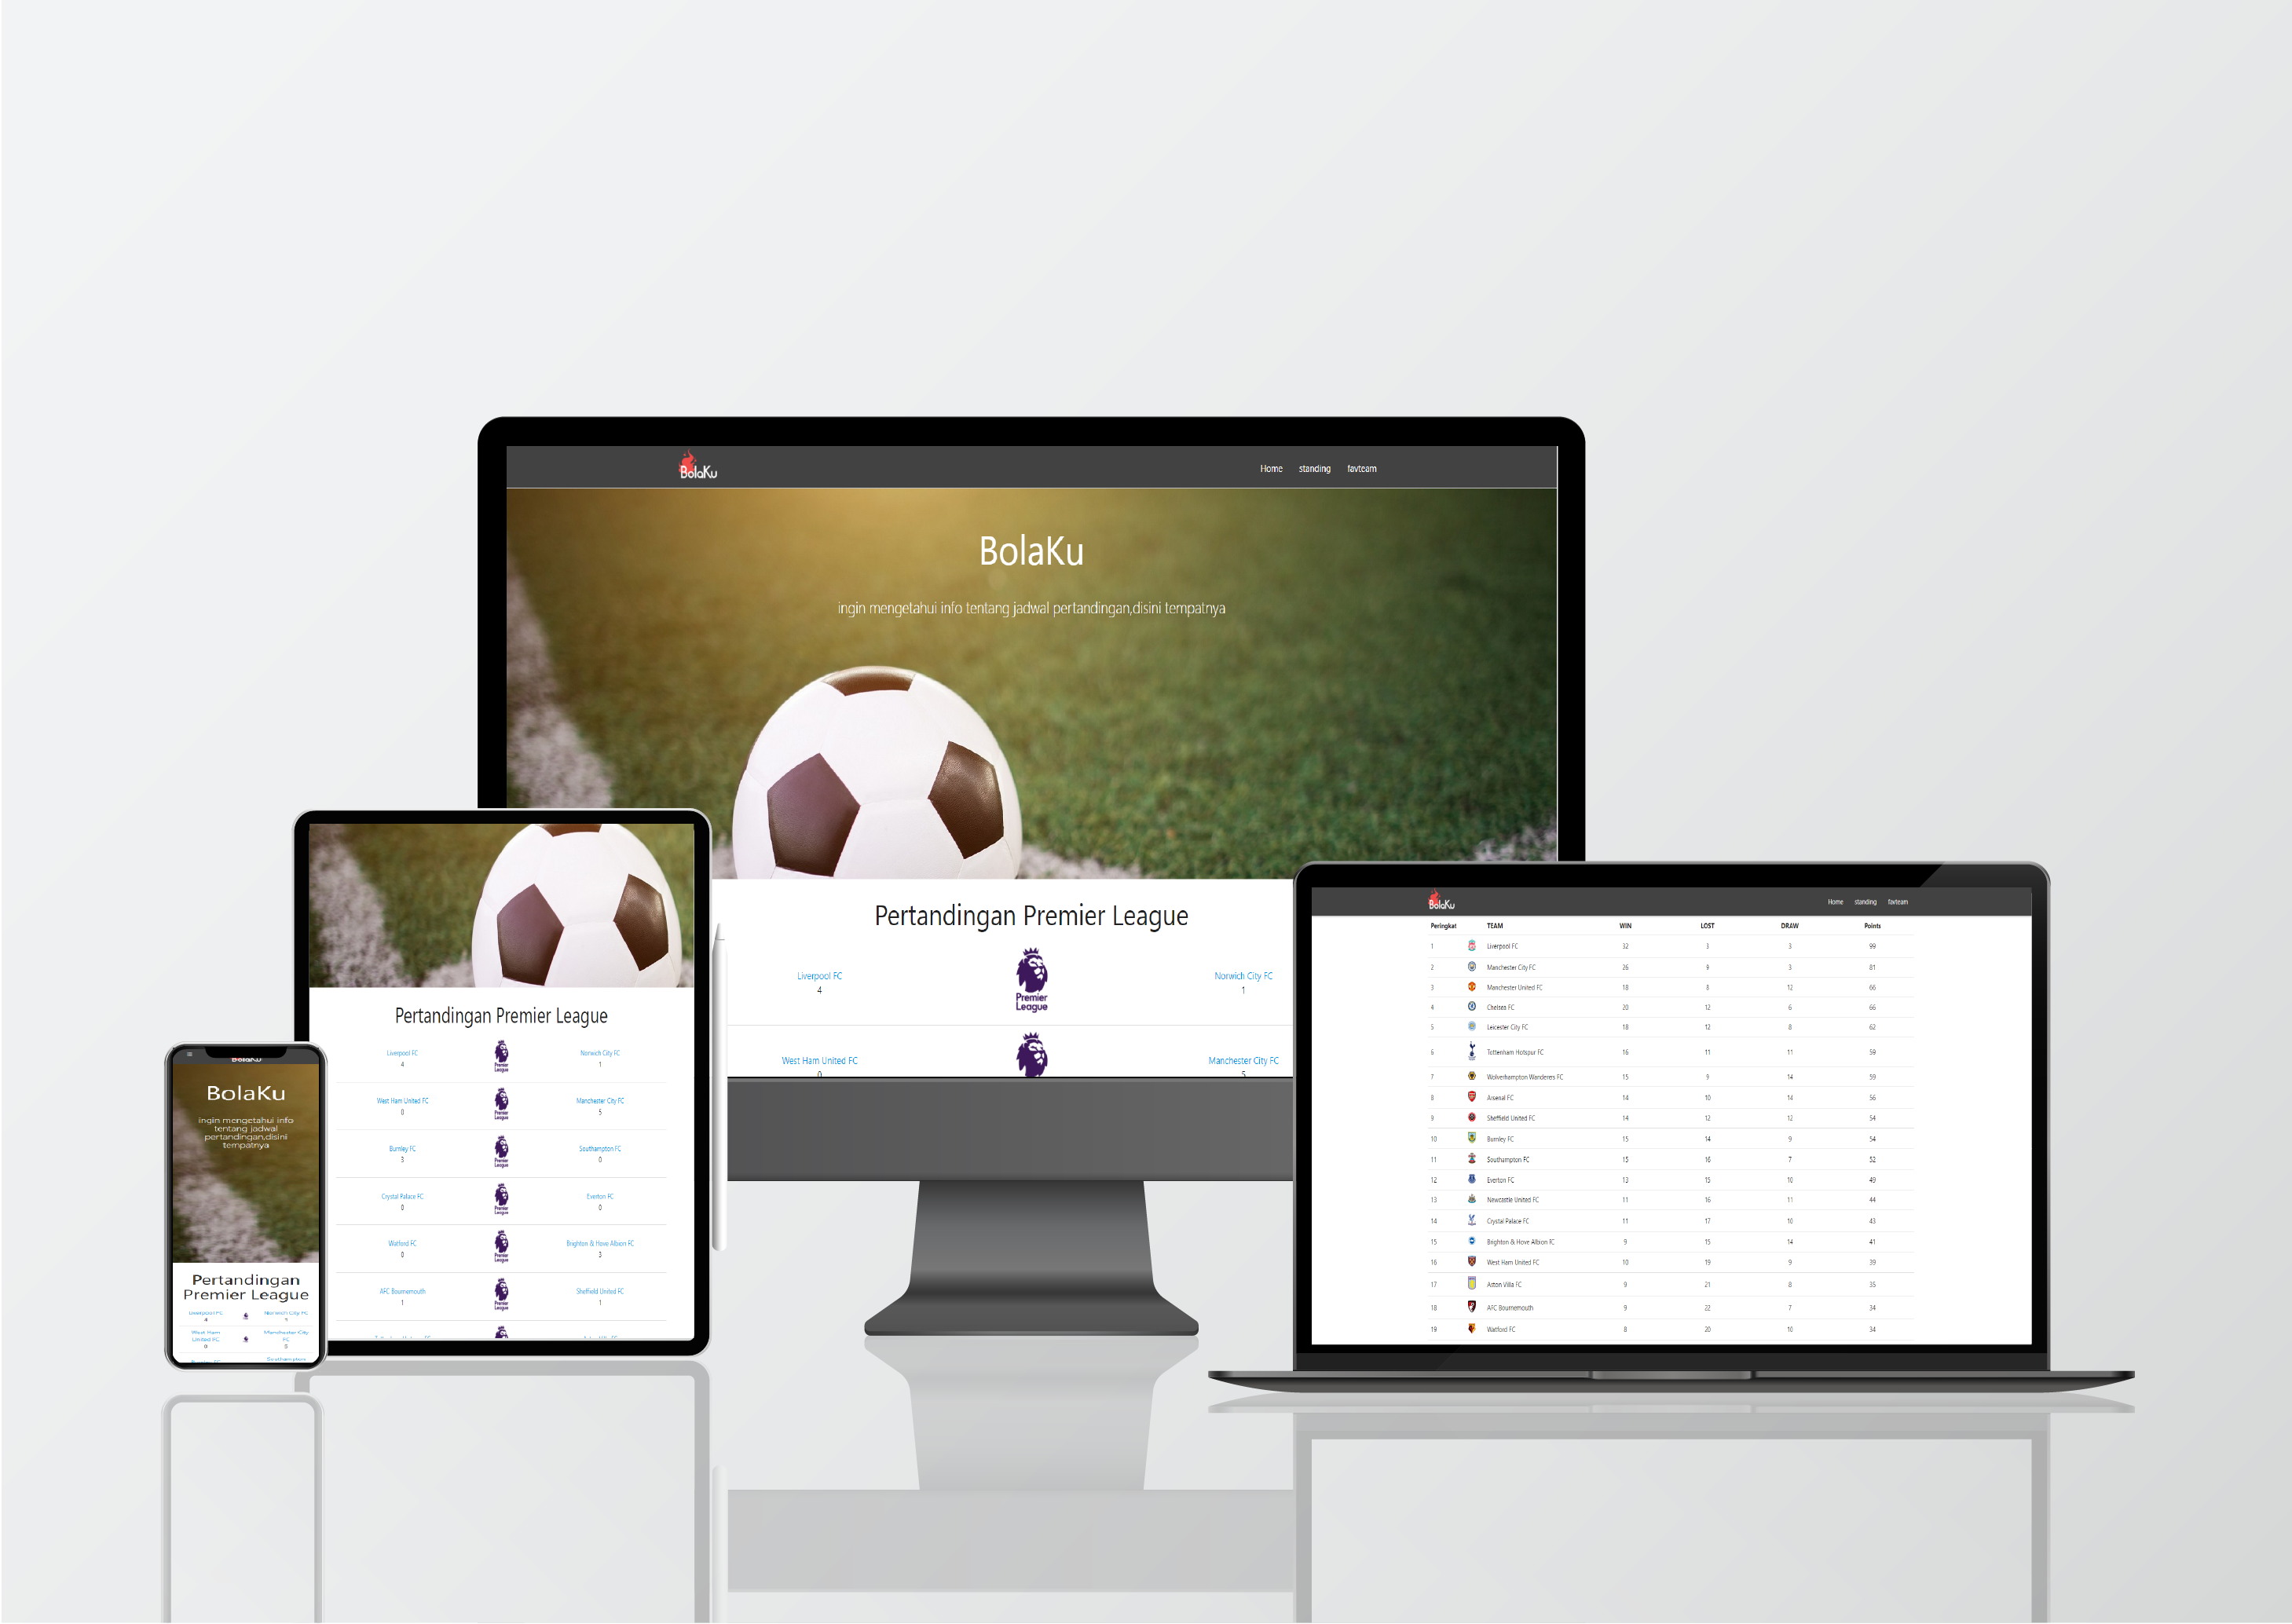 BolaKu
Home standing favteam
BolaKu
ingin mengetahui info tentang jadwal pertandingan,disini tempatnya
Pertandingan Premier League
Liverpool FC Premier League Norwich City FC
4 1
West Ham United FC Manchester City FC
0 5
Pertandingan Premier League
Liverpool FC Premier League Norwich City FC
4 1
West Ham United FC Premier League Manchester City FC
0 5
Burnley FC Premier League Southampton FC
3 0
Crystal Palace FC Premier League Everton FC
0 0
Watford FC Premier League Brighton & Hove Albion FC
0 3
AFC Bournemouth Premier League Sheffield United FC
1 1
BolaKu
BolaKu
ingin mengetahui info
tentang jadwal
pertandingan,disini
tempatnya
Pertandingan
Premier League
Liverpool FC Norwich City FC
4 1
West Ham United FC Manchester City FC
0 5
Burnley FC Southampton
BolaKu
Home standing favteam
Peringkat TEAM WIN LOST DRAW Points
1 Liverpool FC 32 3 3 99
2 Manchester City FC 26 9 3 81
3 Manchester United FC 18 8 12 66
4 Chelsea FC 20 12 6 66
5 Leicester City FC 18 12 8 62
6 Tottenham Hotspur FC 16 11 11 59
7 Wolverhampton Wanderers FC 15 9 14 59
8 Arsenal FC 14 10 14 56
9 Sheffield United FC 14 12 12 54
10 Burnley FC 15 14 9 54
11 Southampton FC 15 16 7 52
12 Everton FC 13 15 10 49
13 Newcastle United FC 11 16 11 44
14 Crystal Palace FC 11 17 10 43
15 Brighton & Hove Albion FC 9 15 14 41
16 West Ham United FC 10 19 9 39
17 Aston Villa FC 9 21 8 35
18 AFC Bournemouth 9 22 7 34
19 Watford FC 8 20 10 34